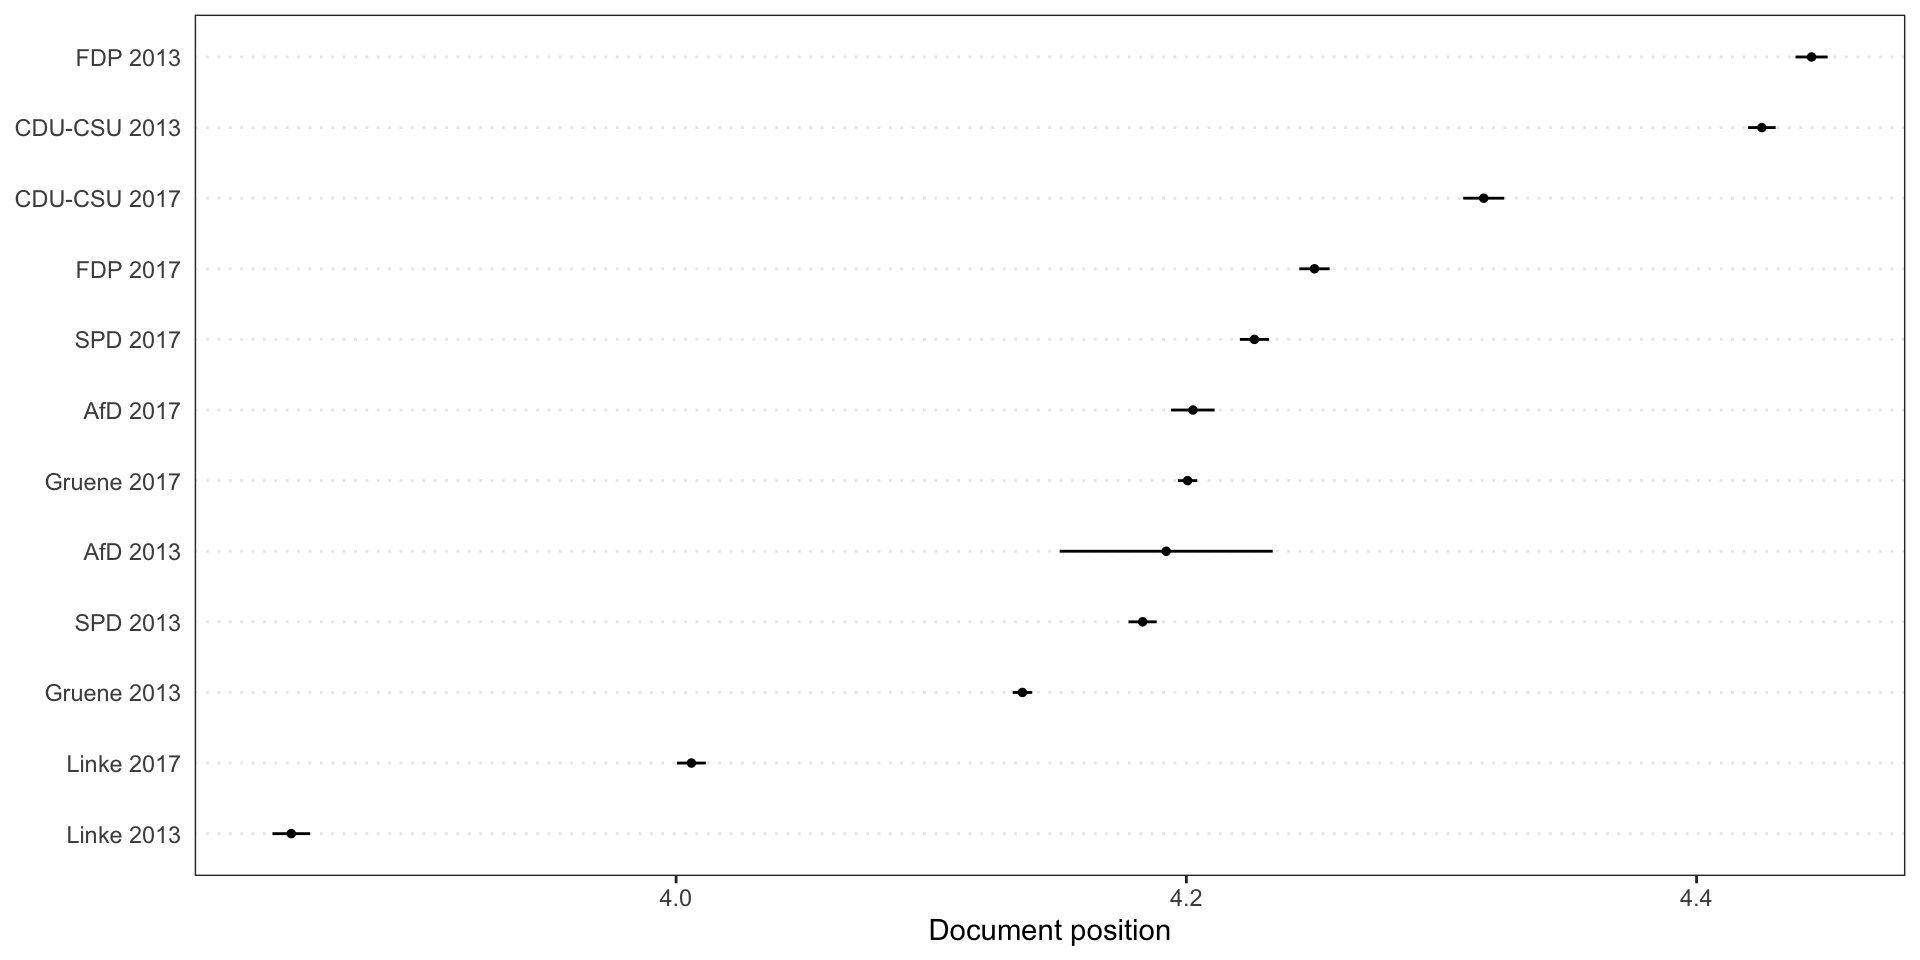 FDP 2013
CDU-CSU 2013
CDU-CSU 2017
FDP 2017
SPD 2017
AfD 2017
Gruene 2017
AfD 2013
SPD 2013
Gruene 2013
Linke 2017
Linke 2013
4.0 4.2 4.4
Document position